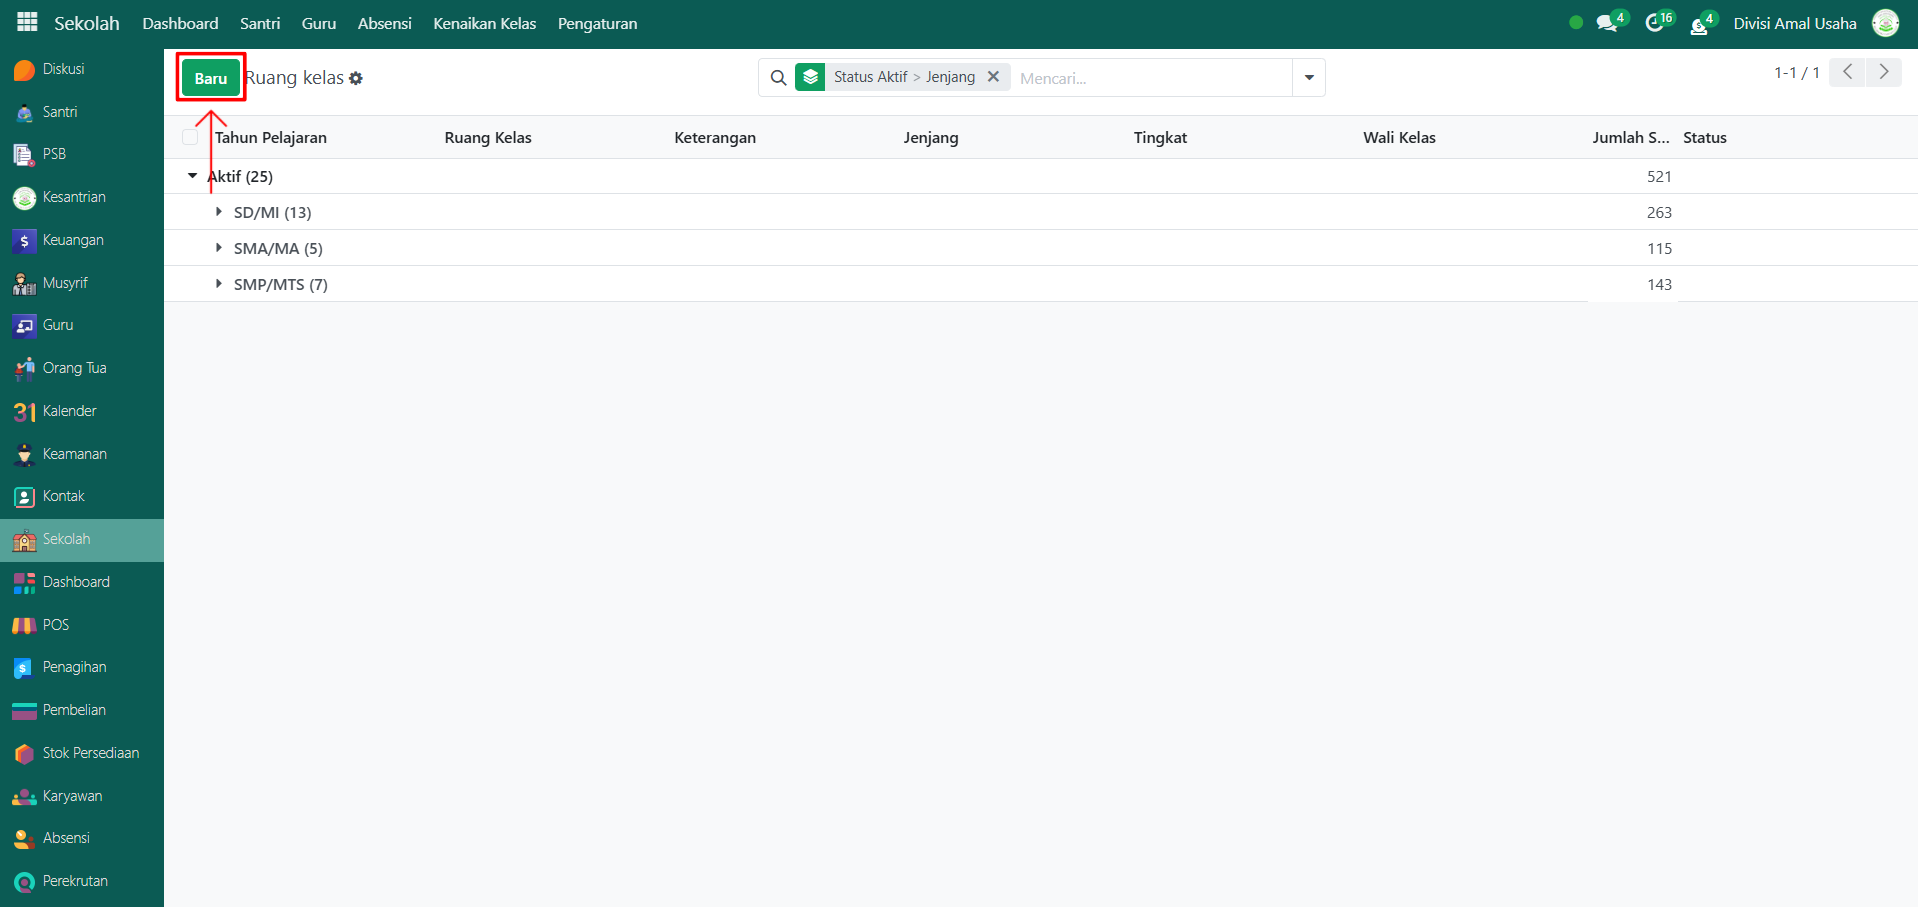 Sekolah Dashboard Santri Guru Absensi Kenaikan Kelas Pengaturan 4 16 4 Divisi Amal Usaha
Diskusi
Santri
PSB
Kesantrian
Keuangan
Musyrif
Guru
Orang Tua
31 Kalender
Keamanan
Kontak
Sekolah
Dashboard
POS
Penagihan
Pembelian
Stok Persediaan
Karyawan
Absensi
Perekrutan
Baru Ruang kelas Status Aktif > Jenjang Mencari... 1-1 / 1
Tahun Pelajaran Ruang Kelas Keterangan Jenjang Tingkat Wali Kelas Jumlah S... Status
Aktif (25) 521
SD/MI (13) 263
SMA/MA (5) 115
SMP/MTS (7) 143